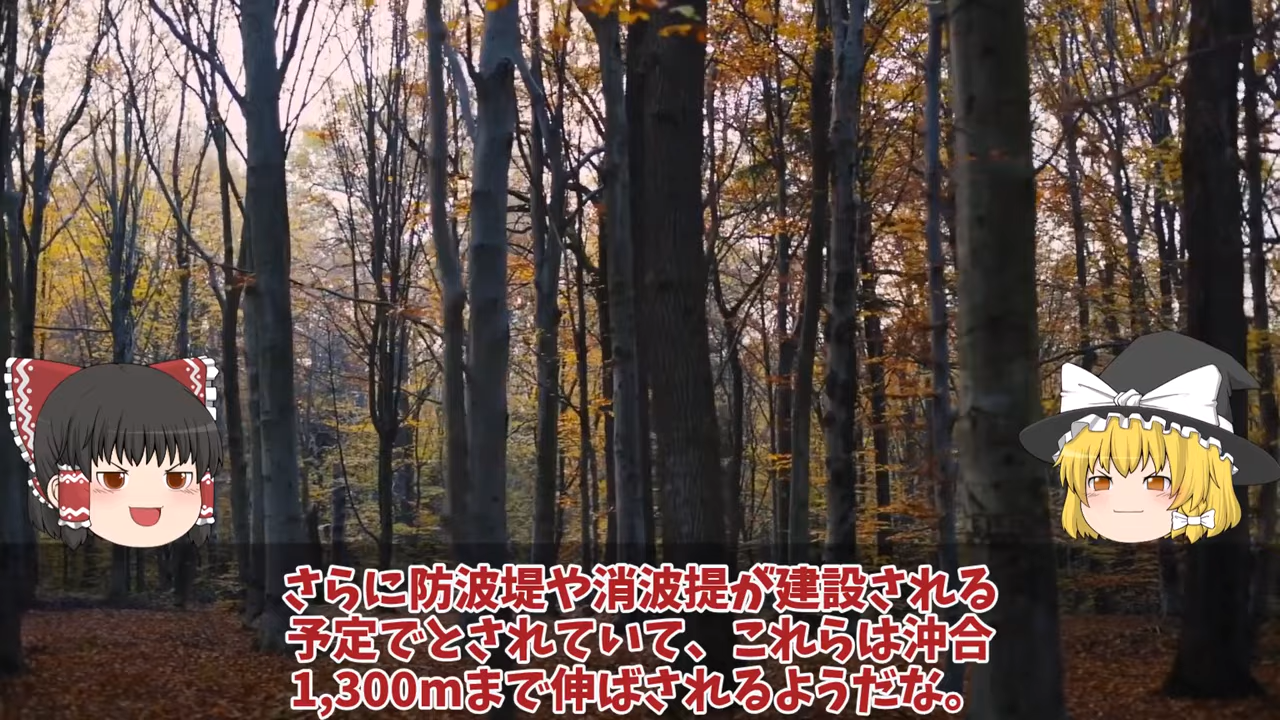 さらに防波堤や消波提が建設される
予定でとされていて、これらは沖合
1,300mまで伸ばされるようだな。